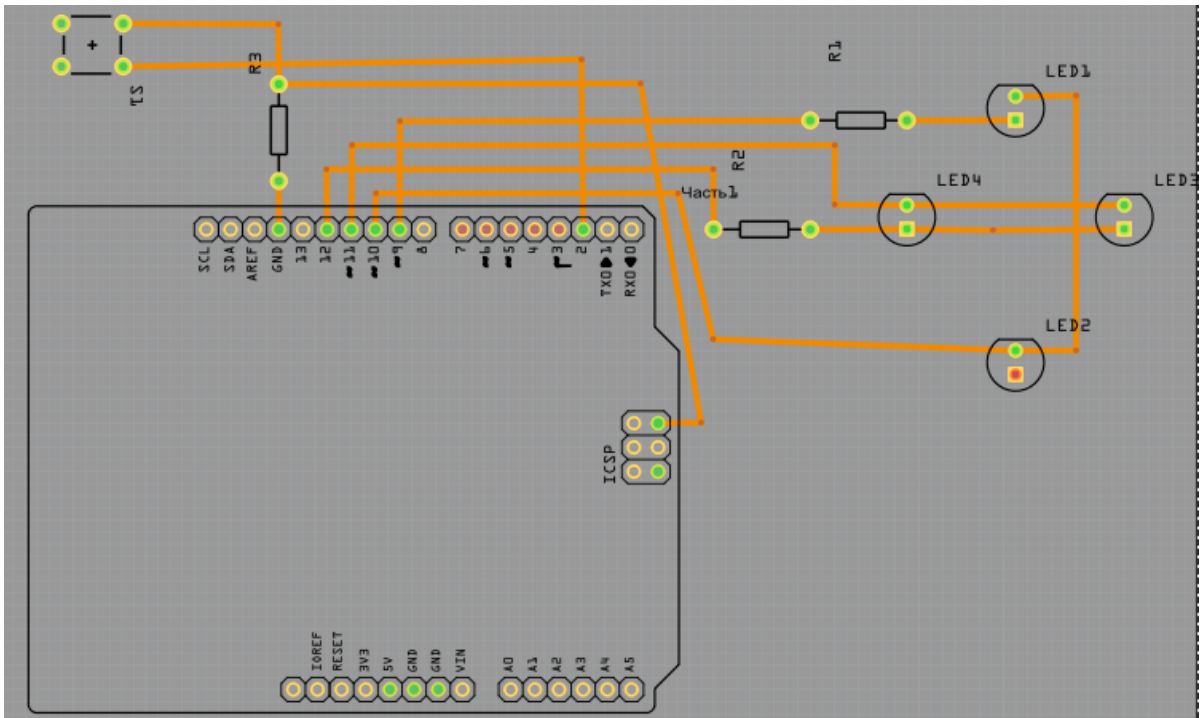 R1
R3
LED1
S1
R2
LED4
LED3
Часть1
SCL
SDA
AREF
GND
13
12
~11
~10
~9
8
7
~6
~5
4
~3
2
TX0▶1
RX0◀0
LED2
ICSP
IOREF
RESET
3V3
5V
GND
GND
VIN
A0
A1
A2
A3
A4
A5